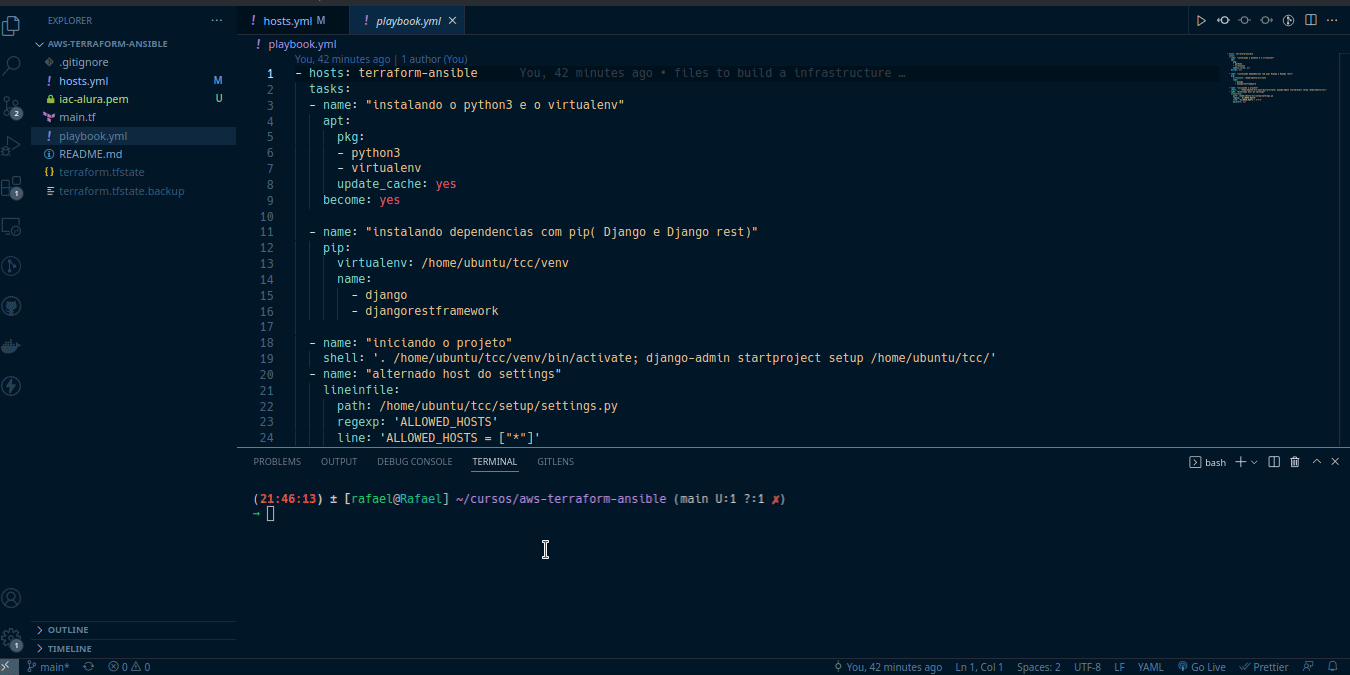 EXPLORER
AWS-TERRAFORM-ANSIBLE
.gitignore
hosts.yml M
iac-alura.pem U
main.tf
playbook.yml
README.md
terraform.tfstate
terraform.tfstate.backup
2
1
1
OUTLINE
TIMELINE
hosts.yml M
playbook.yml
playbook.yml
You, 42 minutes ago | 1 author (You)
1 - hosts: terraform-ansible You, 42 minutes ago • files to build a infrastructure …
2 tasks:
3 - name: "instalando o python3 e o virtualenv"
4 apt:
5 pkg:
6 - python3
7 - virtualenv
8 update_cache: yes
9 become: yes
10
11 - name: "instalando dependencias com pip( Django e Django rest)"
12 pip:
13 virtualenv: /home/ubuntu/tcc/venv
14 name:
15 - django
16 - djangorestframework
17
18 - name: "iniciando o projeto"
19 shell: '. /home/ubuntu/tcc/venv/bin/activate; django-admin startproject setup /home/ubuntu/tcc/'
20 - name: "alternado host do settings"
21 lineinfile:
22 path: /home/ubuntu/tcc/setup/settings.py
23 regexp: 'ALLOWED_HOSTS'
24 line: 'ALLOWED_HOSTS = ["*"]'
PROBLEMS OUTPUT DEBUG CONSOLE TERMINAL GITLENS
bash
(21:46:13) ± [rafael@Rafael] ~/cursos/aws-terraform-ansible (main U:1 ?:1 ✗)
→
main* 0 0 You, 42 minutes ago Ln 1, Col 1 Spaces: 2 UTF-8 LF YAML Go Live Prettier